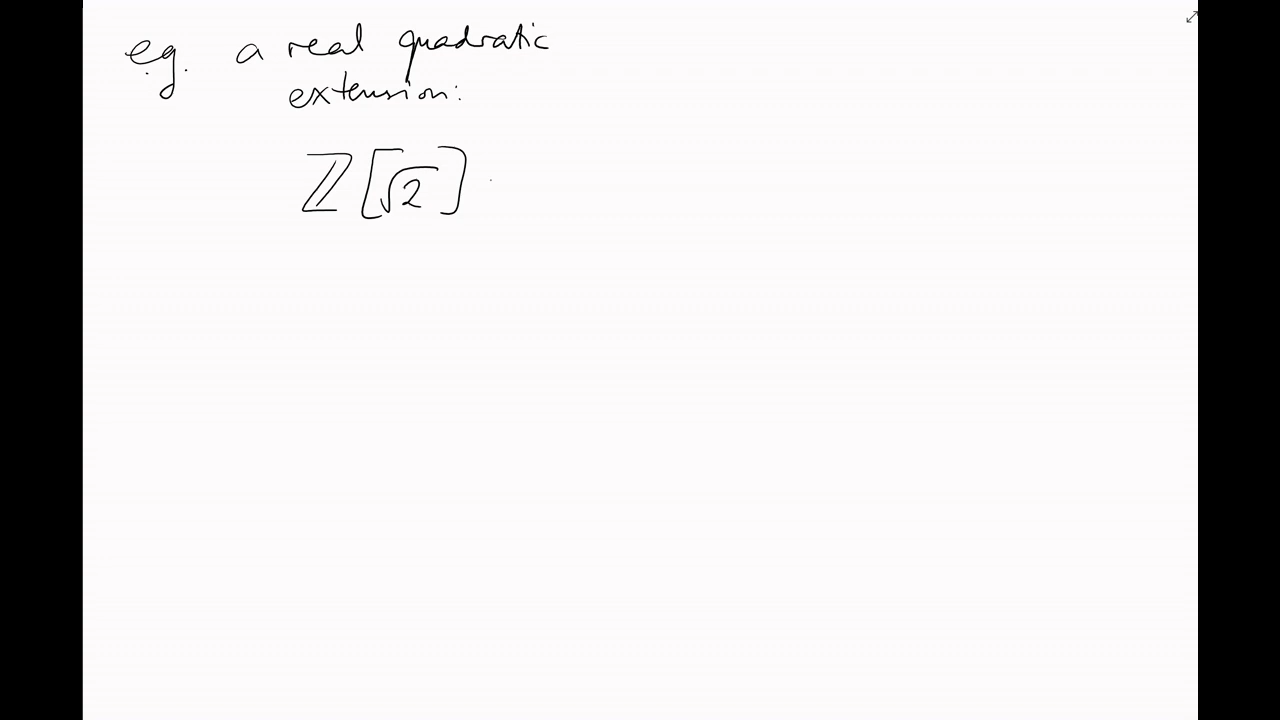 e.g. a real quadratic
extension:
ℤ[√2]